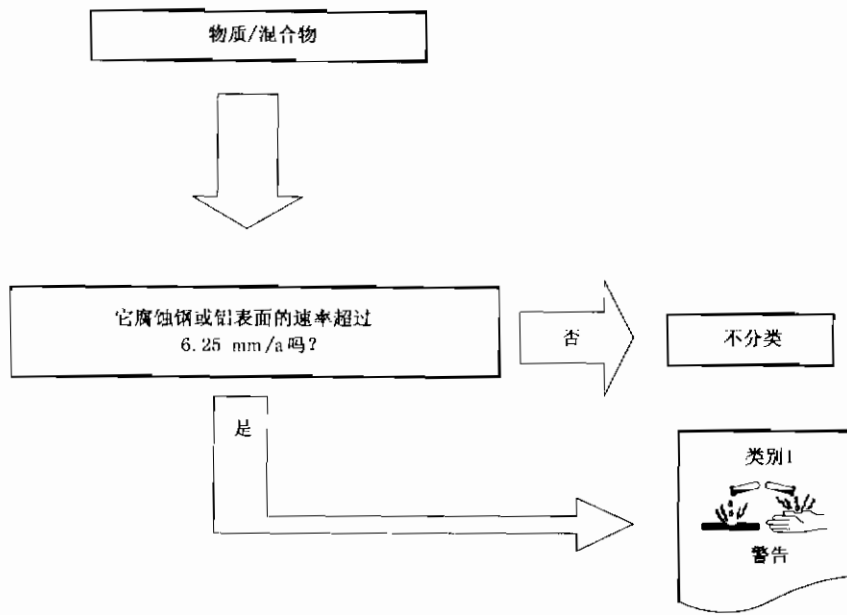 物质/混合物
它腐蚀钢或铝表面的速率超过
6.25 mm/a吗?
否
不分类
是
类别1
警告